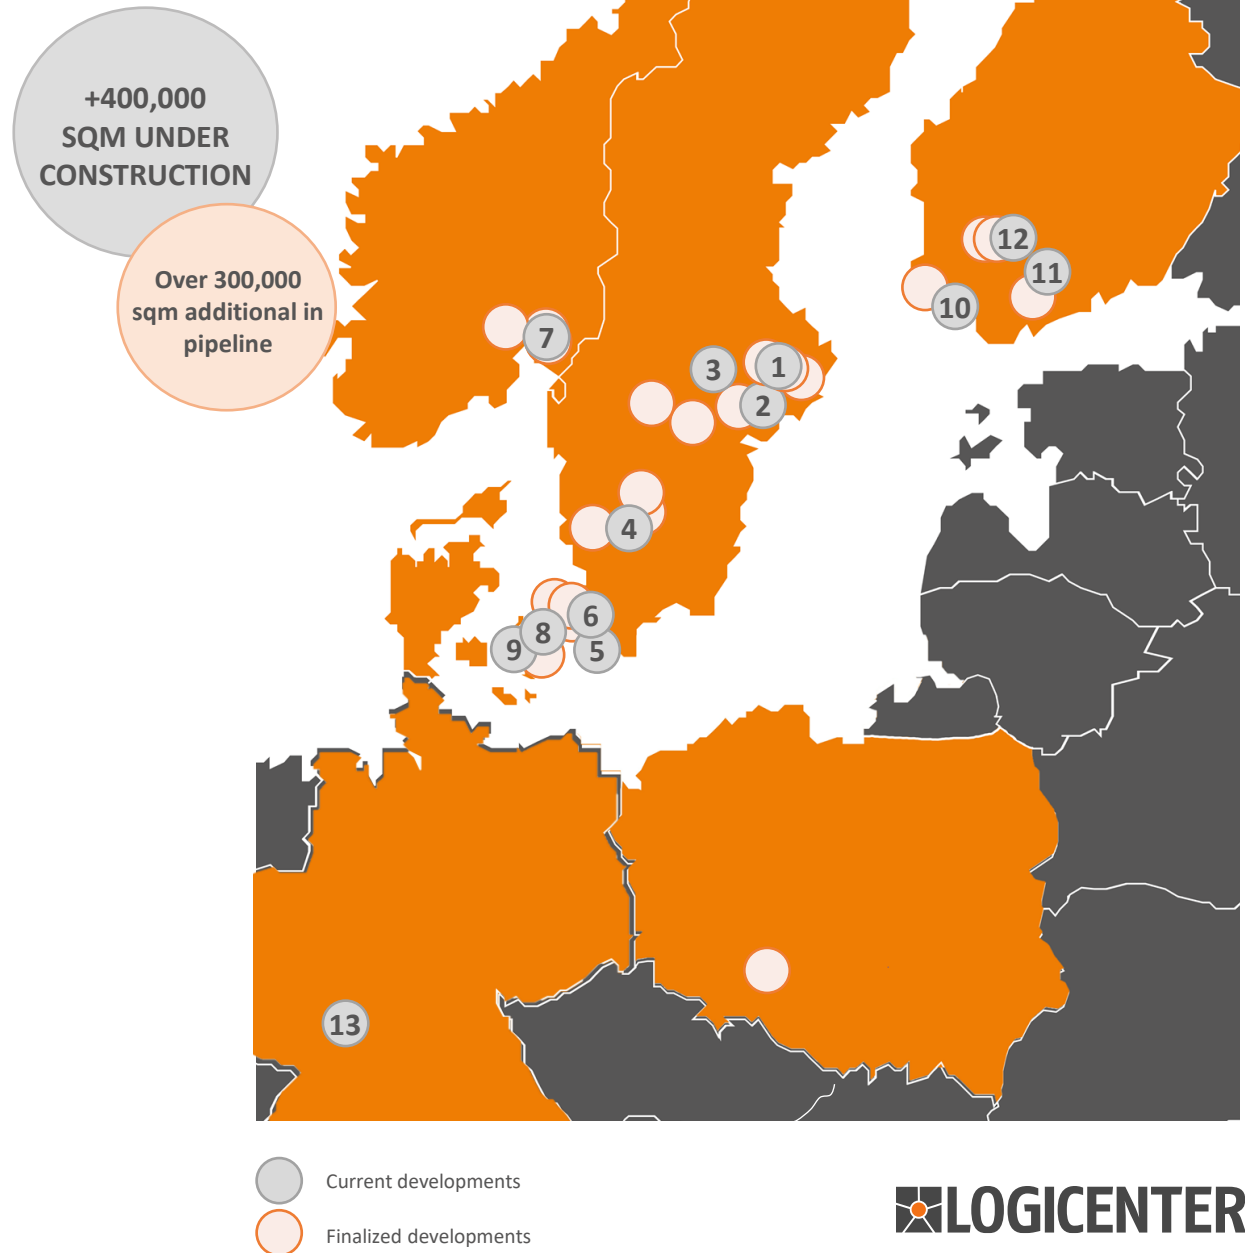 +400,000
SQM UNDER
CONSTRUCTION
Over 300,000
sqm additional in
pipeline
12
11
10
7
3
1
2
4
6
8
9
5
13
Current developments
Finalized developments
LOGICENTER